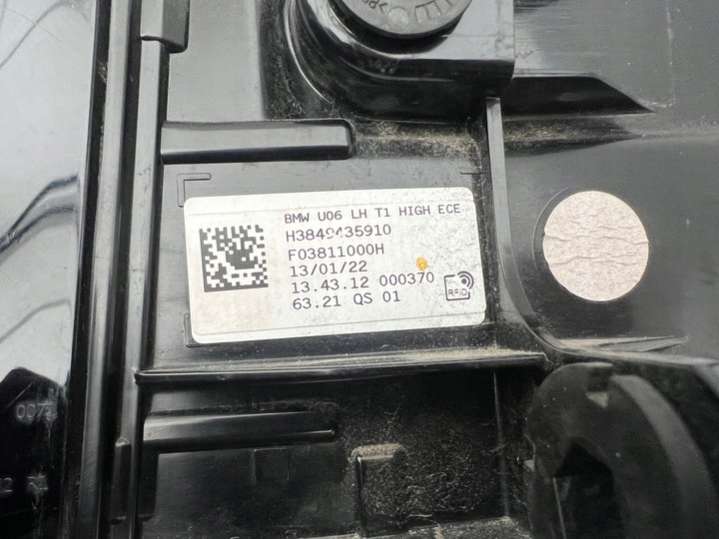 BMW U06 LH T1 HIGH ECE
H3849435910
F03811000H
13/01/22
13.43.12 000370
63.21 QS 01
RFID